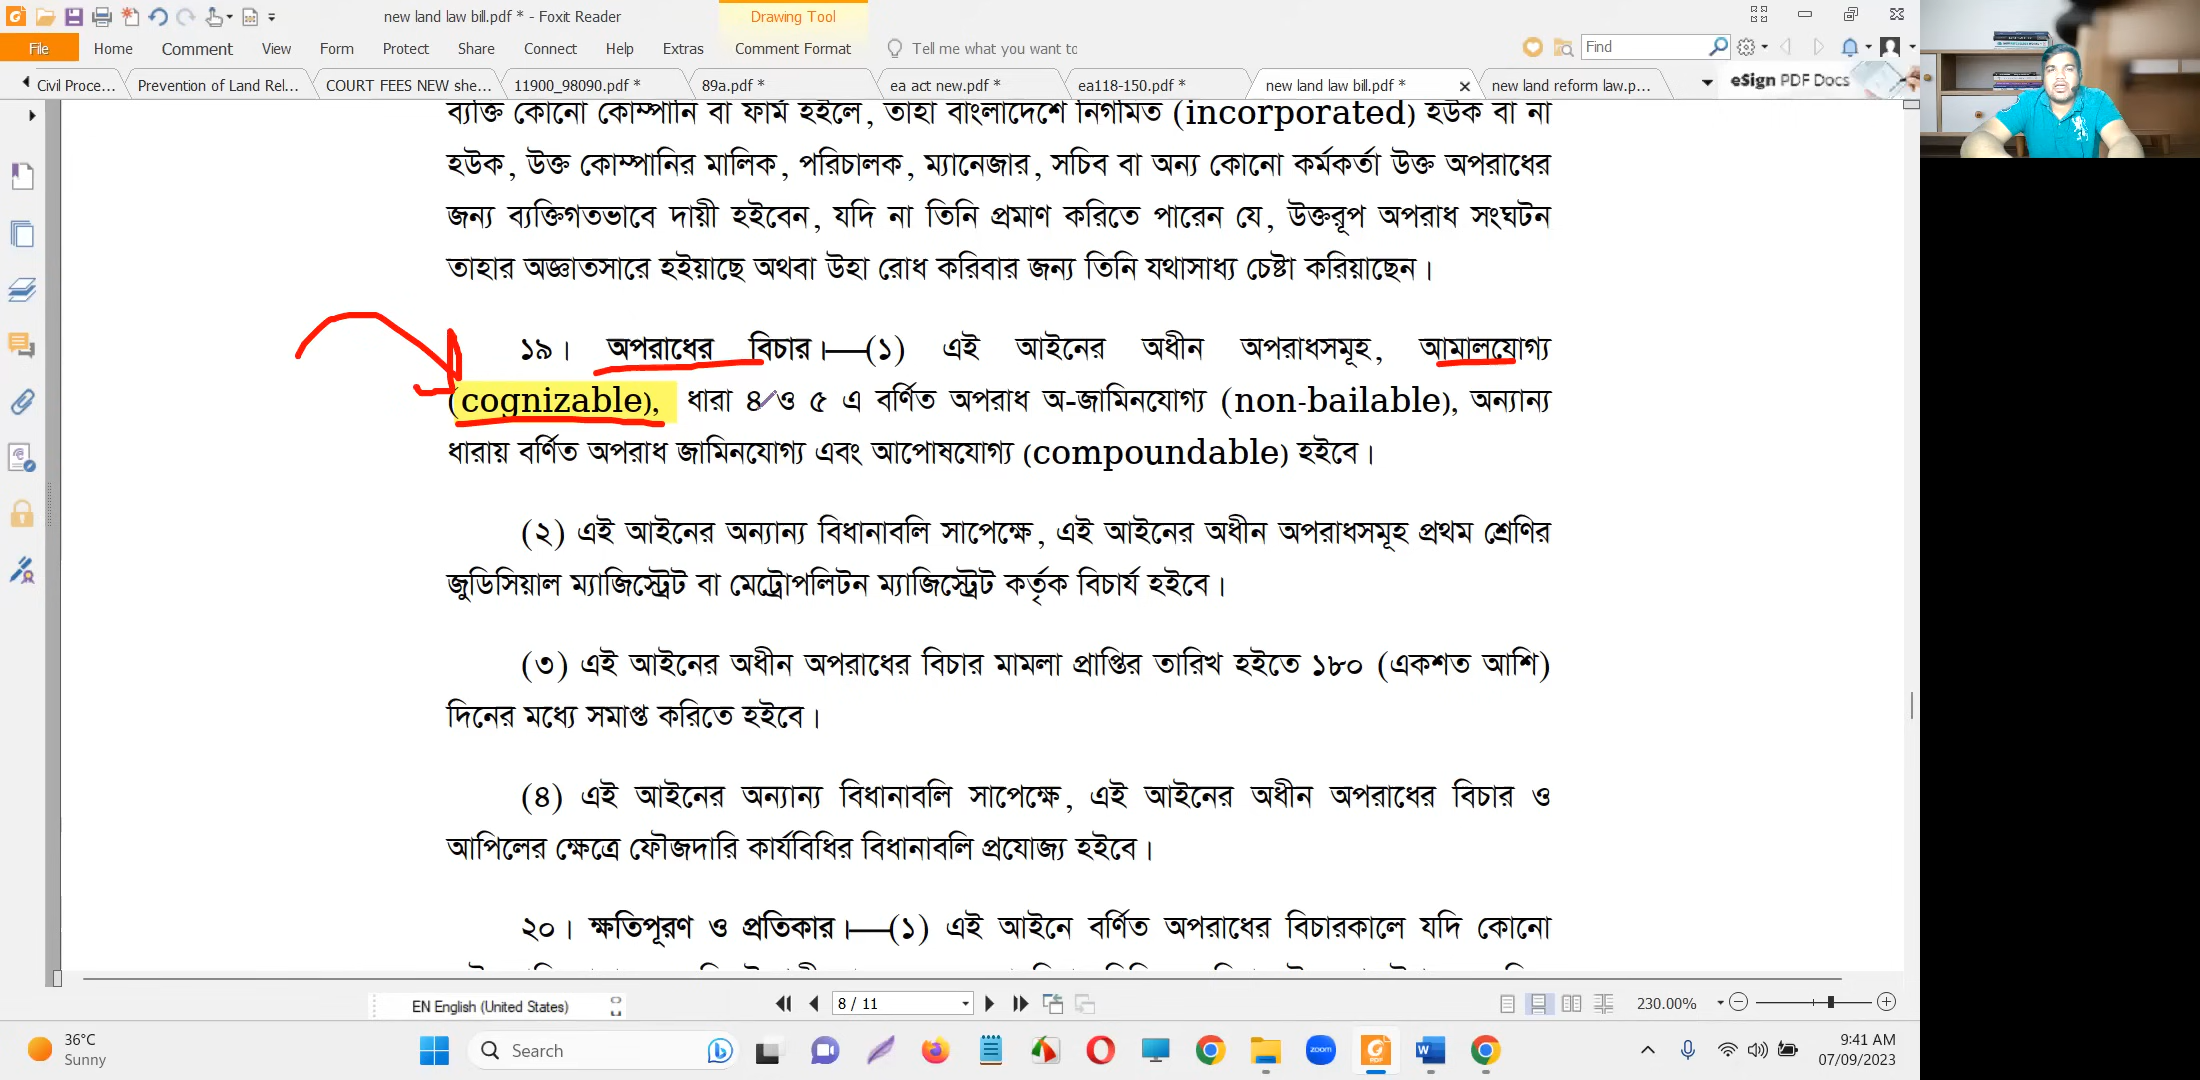 new land law bill.pdf * - Foxit Reader
Drawing Tool
File Home Comment View Form Protect Share Connect Help Extras Comment Format Tell me what you want to
Find
Civil Proce... Prevention of Land Rel... COURT FEES NEW she... 11900_98090.pdf * 89a.pdf * ea act new.pdf * ea118-150.pdf * new land law bill.pdf * new land reform law.p... eSign PDF Docs
ব্যক্তি কোনো কোম্পানি বা ফার্ম হইলে, তাহা বাংলাদেশে নিগমিত (incorporated) হউক বা না
হউক, উক্ত কোম্পানির মালিক, পরিচালক, ম্যানেজার, সচিব বা অন্য কোনো কর্মকর্তা উক্ত অপরাধের
জন্য ব্যক্তিগতভাবে দায়ী হইবেন, যদি না তিনি প্রমাণ করিতে পারেন যে, উক্তরূপ অপরাধ সংঘটন
তাহার অজ্ঞাতসারে হইয়াছে অথবা উহা রোধ করিবার জন্য তিনি যথাসাধ্য চেষ্টা করিয়াছেন।
১৯। অপরাধের বিচার।—(১) এই আইনের অধীন অপরাধসমূহ, আমালযোগ্য
(cognizable), ধারা ৪ ও ৫ এ বর্ণিত অপরাধ অ-জামিনযোগ্য (non-bailable), অন্যান্য
ধারায় বর্ণিত অপরাধ জামিনযোগ্য এবং আপোষযোগ্য (compoundable) হইবে।
(২) এই আইনের অন্যান্য বিধানাবলি সাপেক্ষে, এই আইনের অধীন অপরাধসমূহ প্রথম শ্রেণির
জুডিসিয়াল ম্যাজিস্ট্রেট বা মেট্রোপলিটন ম্যাজিস্ট্রেট কর্তৃক বিচার্য হইবে।
(৩) এই আইনের অধীন অপরাধের বিচার মামলা প্রাপ্তির তারিখ হইতে ১৮০ (একশত আশি)
দিনের মধ্যে সমাপ্ত করিতে হইবে।
(৪) এই আইনের অন্যান্য বিধানাবলি সাপেক্ষে, এই আইনের অধীন অপরাধের বিচার ও
আপিলের ক্ষেত্রে ফৌজদারি কার্যবিধির বিধানাবলি প্রযোজ্য হইবে।
২০। ক্ষতিপূরণ ও প্রতিকার।—(১) এই আইনে বর্ণিত অপরাধের বিচারকালে যদি কোনো
EN English (United States)
8 / 11
230.00%
36°C
Sunny
Search
zoom
9:41 AM
07/09/2023